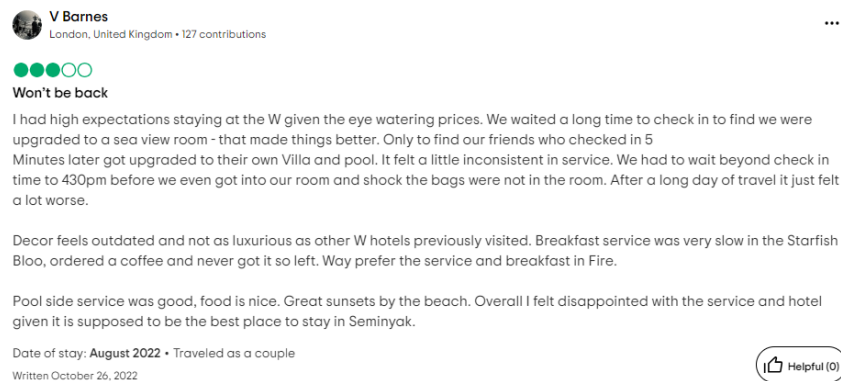 V Barnes
London, United Kingdom • 127 contributions
Won't be back
I had high expectations staying at the W given the eye watering prices. We waited a long time to check in to find we were
upgraded to a sea view room - that made things better. Only to find our friends who checked in 5
Minutes later got upgraded to their own Villa and pool. It felt a little inconsistent in service. We had to wait beyond check in
time to 430pm before we even got into our room and shock the bags were not in the room. After a long day of travel it just felt
a lot worse.
Decor feels outdated and not as luxurious as other W hotels previously visited. Breakfast service was very slow in the Starfish
Bloo, ordered a coffee and never got it so left. Way prefer the service and breakfast in Fire.
Pool side service was good, food is nice. Great sunsets by the beach. Overall I felt disappointed with the service and hotel
given it is supposed to be the best place to stay in Seminyak.
Date of stay: August 2022 • Traveled as a couple
Written October 26, 2022
Helpful (0)